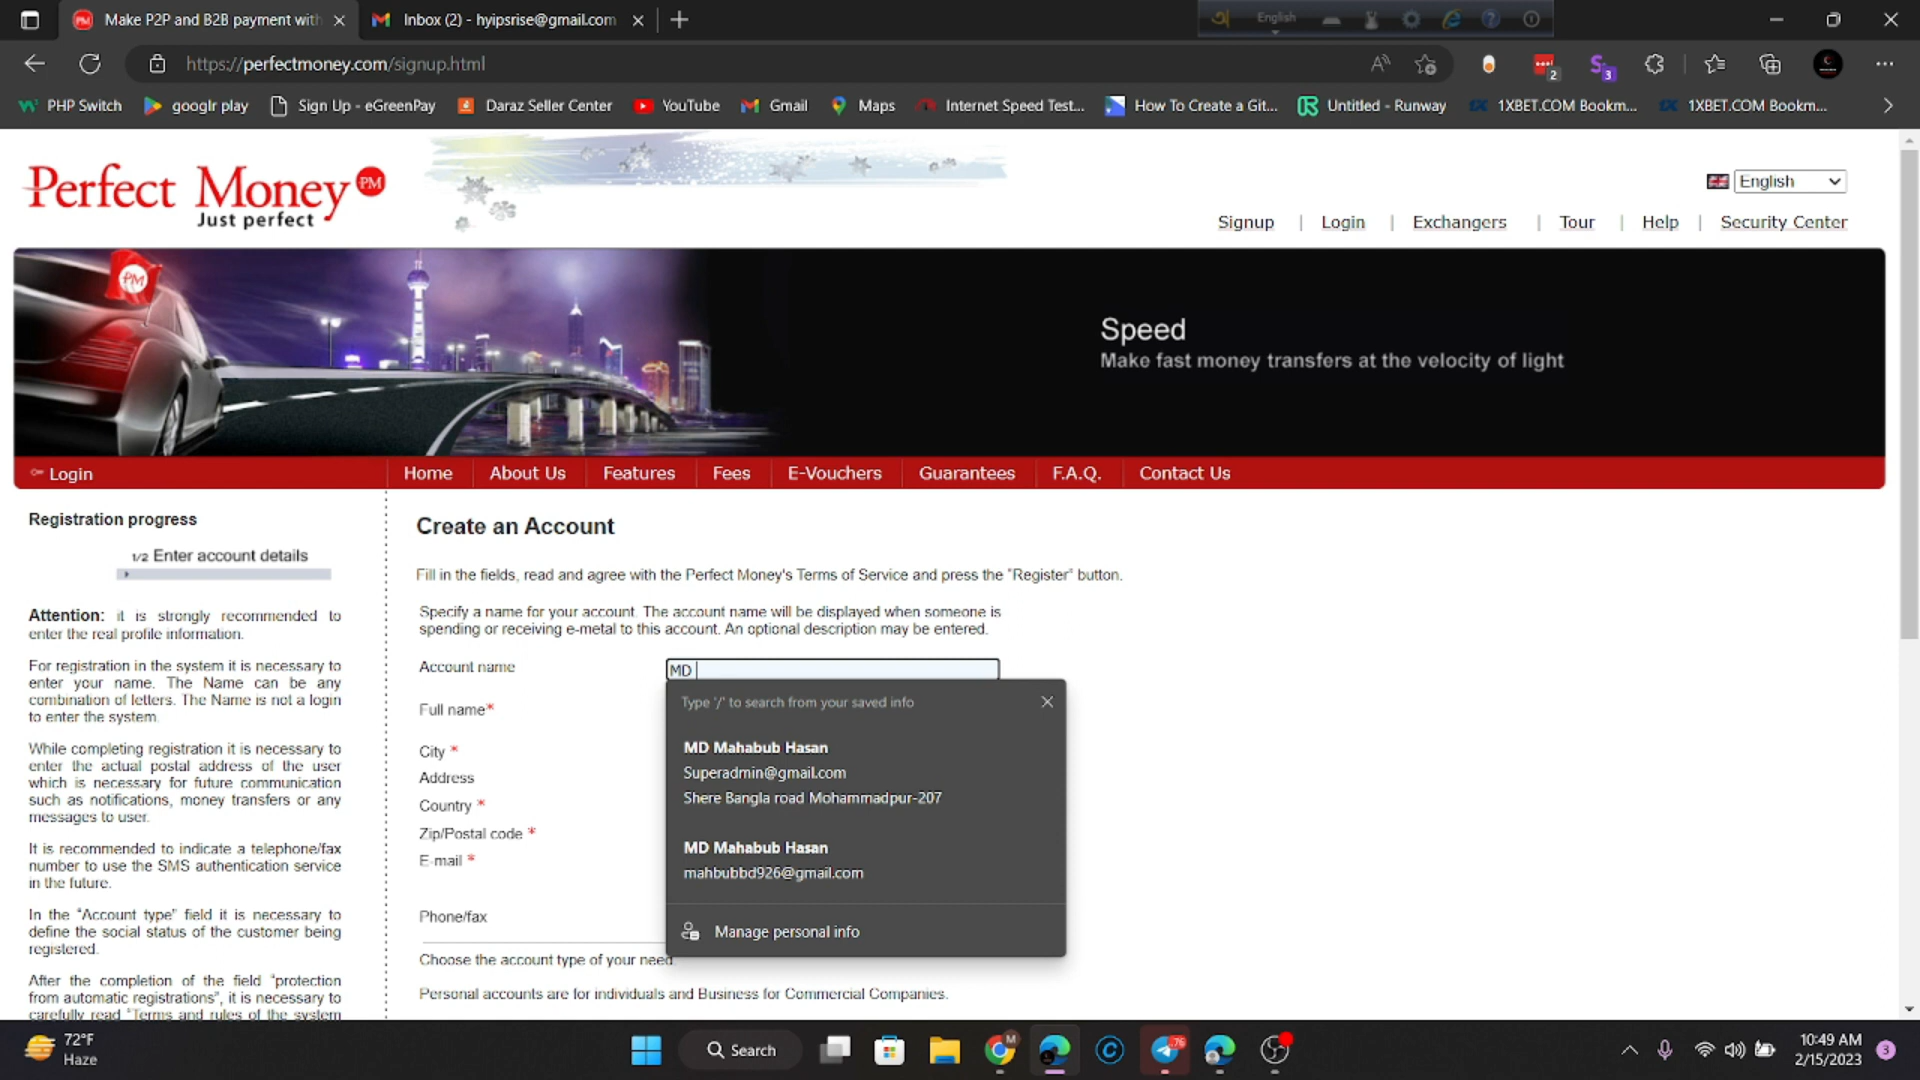 Make P2P and B2B payment with
Inbox (2) - hyipsrise@gmail.com
English
https://perfectmoney.com/signup.html
2
3
PHP Switch
googlr play
Sign Up - eGreenPay
Daraz Seller Center
YouTube
Gmail
Maps
Internet Speed Test...
How To Create a Git...
Untitled - Runway
1XBET.COM Bookm...
1XBET.COM Bookm...
Perfect Money PM
Just perfect
English
Signup | Login | Exchangers | Tour | Help | Security Center
PM
Speed
Make fast money transfers at the velocity of light
Login
Home
About Us
Features
Fees
E-Vouchers
Guarantees
F.A.Q.
Contact Us
Registration progress
1/2 Enter account details
Attention: it is strongly recommended to
enter the real profile information.
For registration in the system it is necessary to
enter your name. The Name can be any
combination of letters. The Name is not a login
to enter the system.
While completing registration it is necessary to
enter the actual postal address of the user
which is necessary for future communication
such as notifications, money transfers or any
messages to user.
It is recommended to indicate a telephone/fax
number to use the SMS authentication service
in the future.
In the "Account type" field it is necessary to
define the social status of the customer being
registered.
After the completion of the field "protection
from automatic registrations", it is necessary to
carefully read "Terms and rules of the system
Create an Account
Fill in the fields, read and agree with the Perfect Money's Terms of Service and press the "Register" button.
Specify a name for your account. The account name will be displayed when someone is
spending or receiving e-metal to this account. An optional description may be entered.
Account name
MD
Full name*
City *
Address
Country *
Zip/Postal code *
E-mail *
Phone/fax
Type '/' to search from your saved info
MD Mahabub Hasan
Superadmin@gmail.com
Shere Bangla road Mohammadpur-207
MD Mahabub Hasan
mahbubbd926@gmail.com
Manage personal info
Choose the account type of your need.
Personal accounts are for individuals and Business for Commercial Companies.
72°F
Haze
Search
M
76
10:49 AM
2/15/2023
3